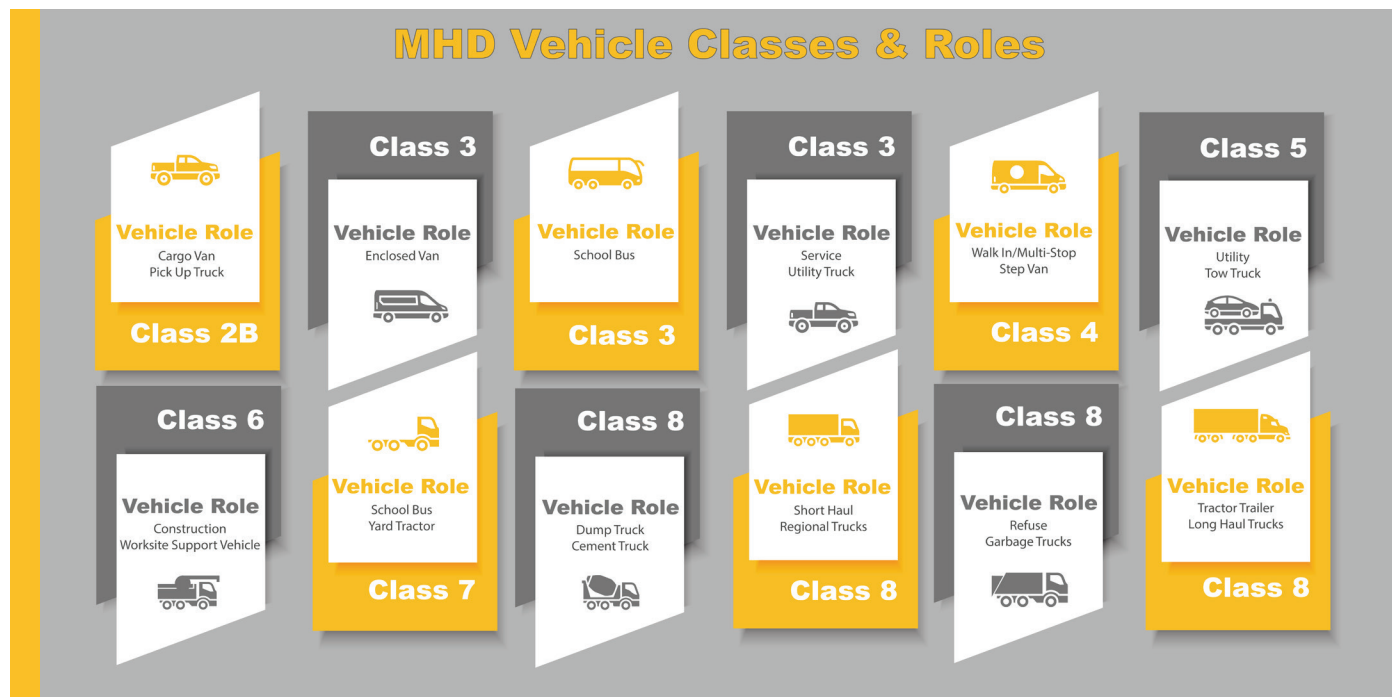 MHD Vehicle Classes & Roles
Vehicle Role
Cargo Van
Pick Up Truck
Class 2B
Class 3
Vehicle Role
Enclosed Van
Vehicle Role
School Bus
Class 3
Class 3
Vehicle Role
Service
Utility Truck
Vehicle Role
Walk In/Multi-Stop
Step Van
Class 4
Class 5
Vehicle Role
Utility
Tow Truck
Class 6
Vehicle Role
Construction
Worksite Support Vehicle
Vehicle Role
School Bus
Yard Tractor
Class 7
Class 8
Vehicle Role
Dump Truck
Cement Truck
Vehicle Role
Short Haul
Regional Trucks
Class 8
Class 8
Vehicle Role
Refuse
Garbage Trucks
Vehicle Role
Tractor Trailer
Long Haul Trucks
Class 8